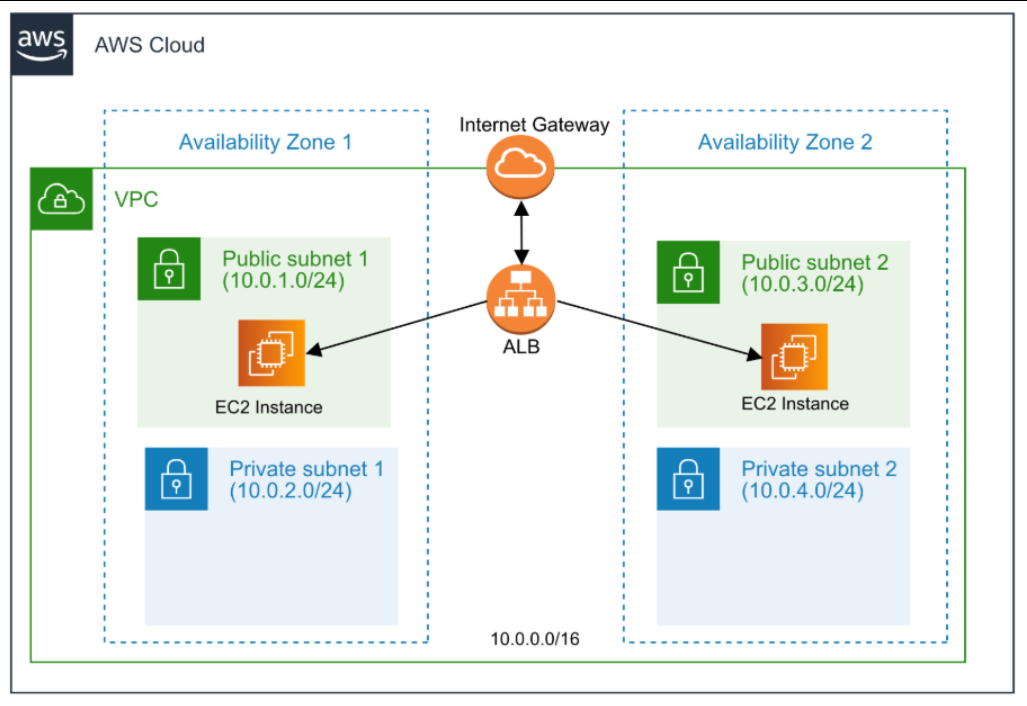 aws
AWS Cloud
Internet Gateway
Availability Zone 1
Availability Zone 2
VPC
Public subnet 1
(10.0.1.0/24)
Public subnet 2
(10.0.3.0/24)
ALB
EC2 Instance
EC2 Instance
Private subnet 1
(10.0.2.0/24)
Private subnet 2
(10.0.4.0/24)
10.0.0.0/16